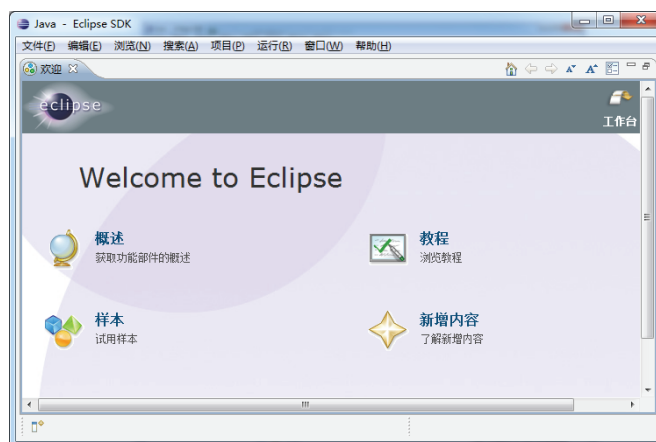 Java - Eclipse SDK
文件(F) 编辑(E) 浏览(N) 搜索(A) 项目(P) 运行(R) 窗口(W) 帮助(H)
欢迎
eclipse
工作台
Welcome to Eclipse
概述
获取功能部件的概述
教程
浏览教程
样本
试用样本
新增内容
了解新增内容